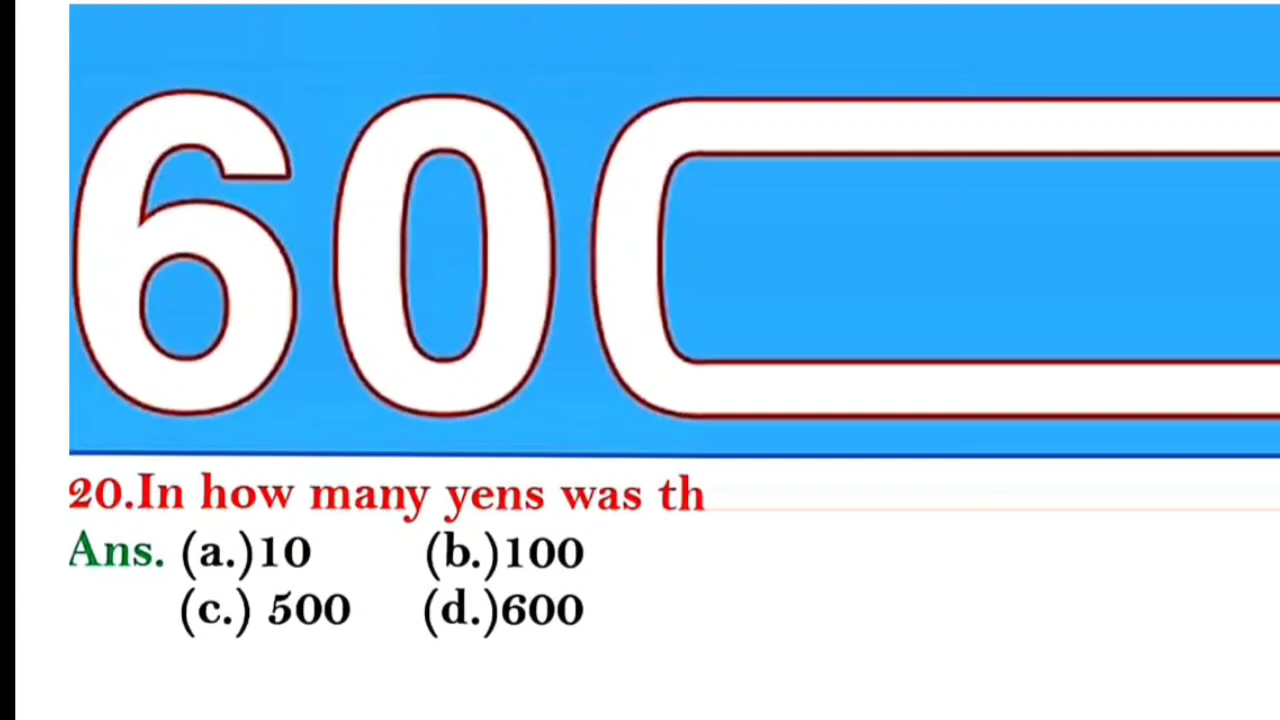 60
20.In how many yens was th
Ans. (a.)10 (b.)100
(c.) 500 (d.)600